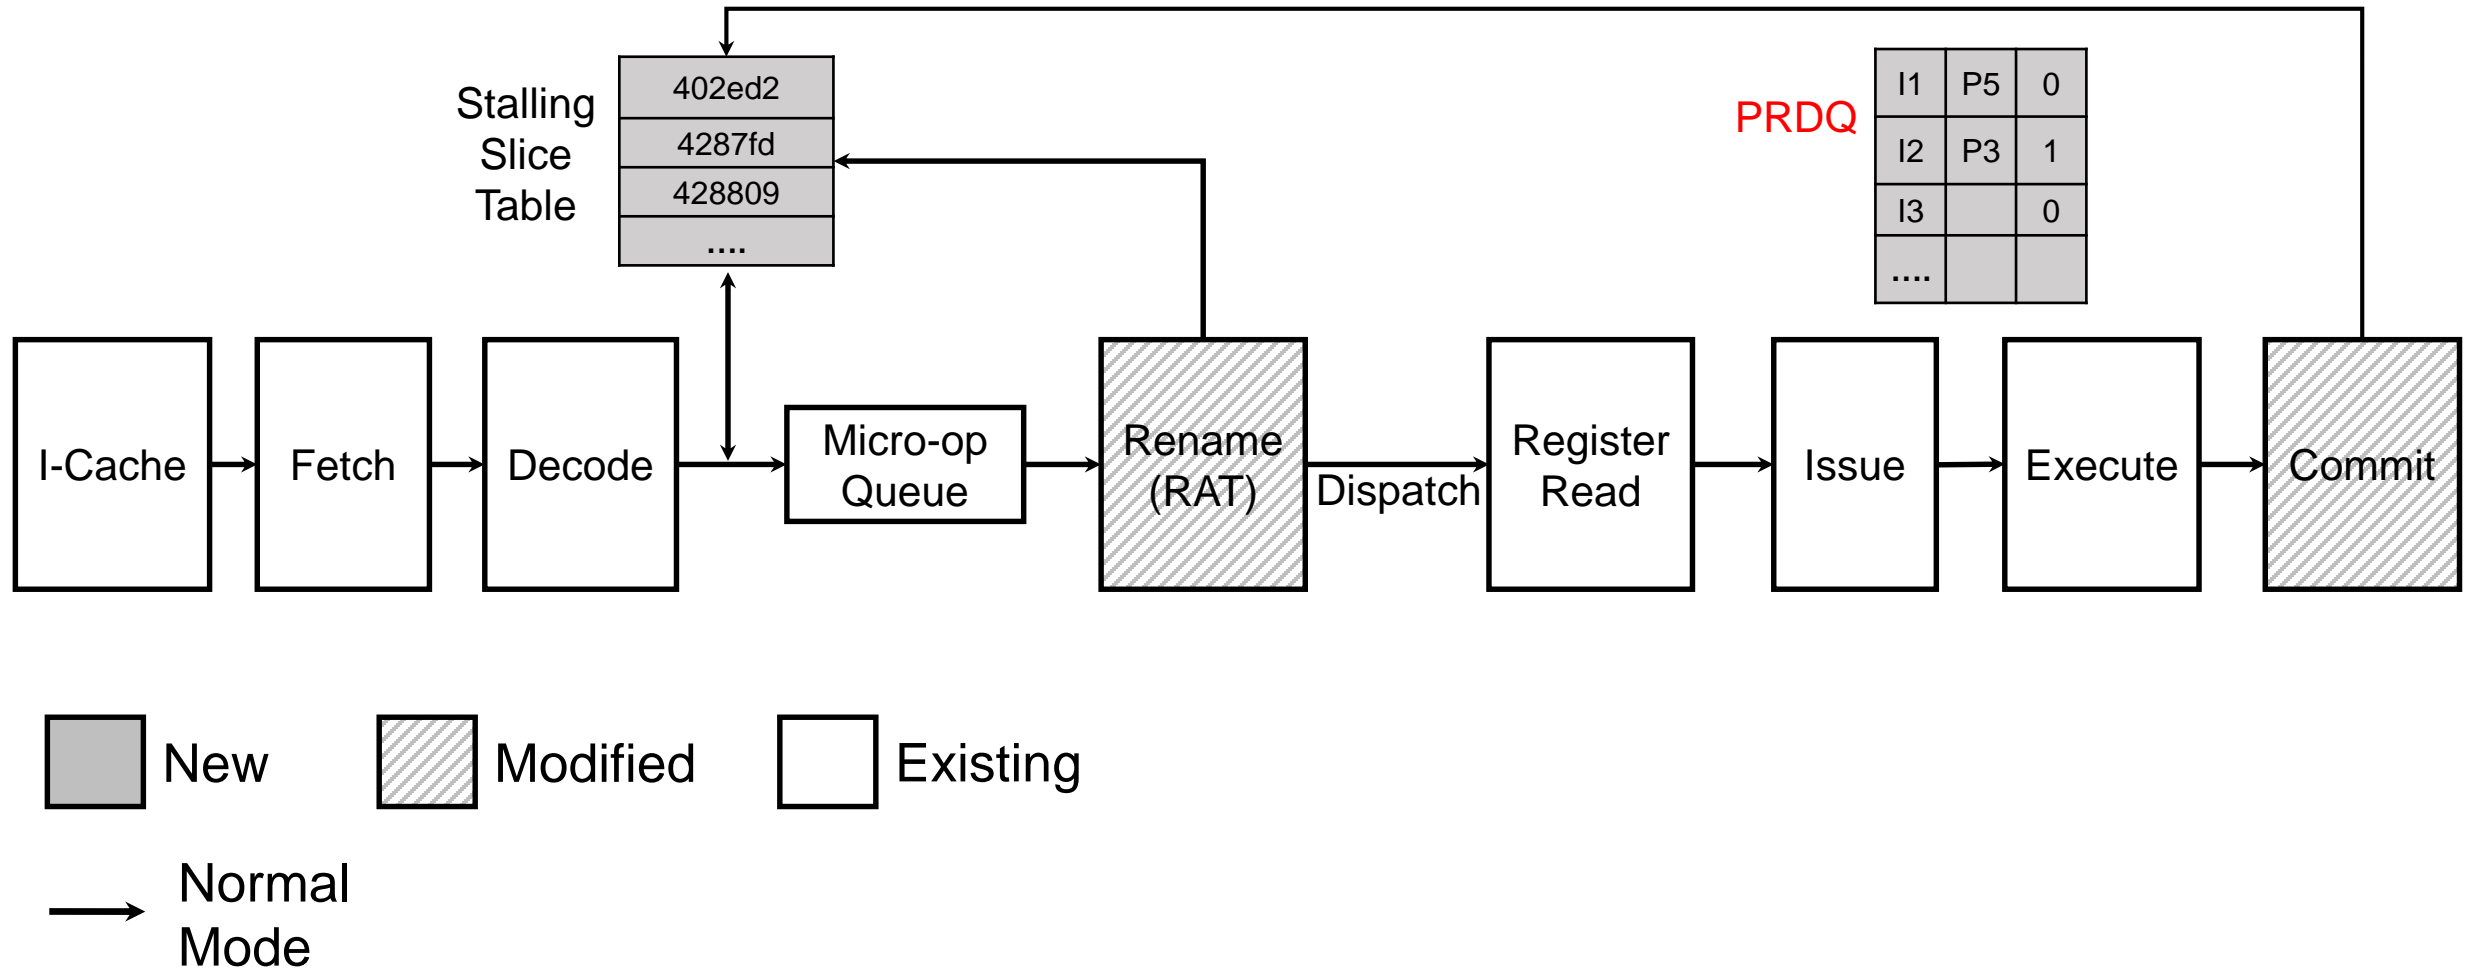 Stalling
Slice
Table
402ed2
4287fd
428809
....
PRDQ
I1 P5 0
I2 P3 1
I3 0
....
I-Cache
Fetch
Decode
Micro-op
Queue
Rename
(RAT)
Dispatch
Register
Read
Issue
Execute
Commit
New
Modified
Existing
Normal
Mode